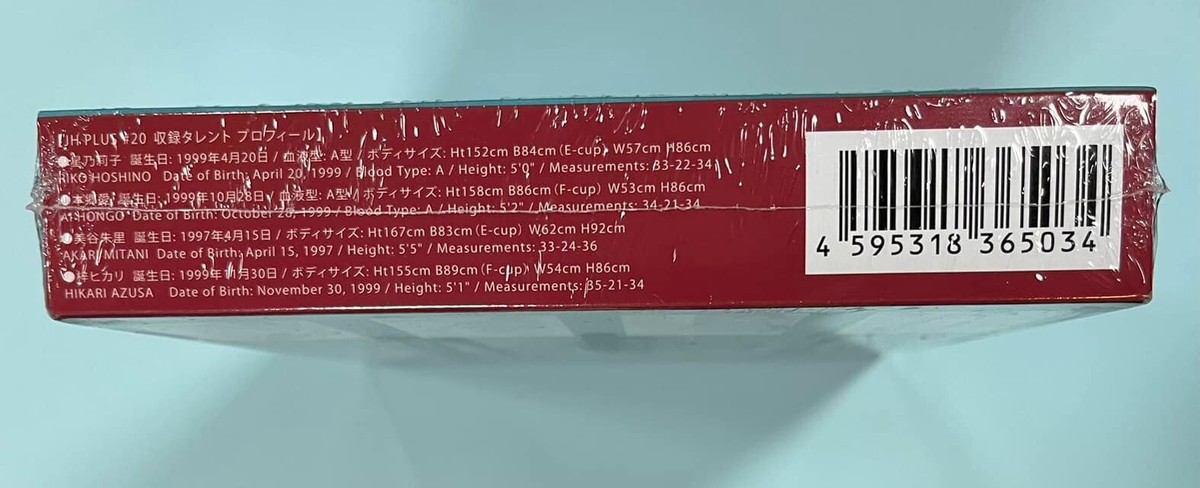 【JH PLUS #20 収録タレント プロフィール】
●星乃莉子 誕生日: 1999年4月20日 / 血液型: A型 / ボディサイズ: Ht152cm B84cm (E-cup) W57cm H86cm
RIKO HOSHINO Date of Birth: April 20, 1999 / Blood Type: A / Height: 5'0" / Measurements: 33-22-34
●本郷愛 誕生日: 1999年10月28日 / 血液型: A型 / ボディサイズ: Ht158cm B86cm (F-cup) W53cm H86cm
AI HONGO Date of Birth: October 28, 1999 / Blood Type: A / Height: 5'2" / Measurements: 34-21-34
●美谷朱里 誕生日: 1997年4月15日 / ボディサイズ: Ht167cm B83cm (E-cup) W62cm H92cm
AKARI MITANI Date of Birth: April 15, 1997 / Height: 5'5" / Measurements: 33-24-36
●梓ヒカリ 誕生日: 1999年11月30日 / ボディサイズ: Ht155cm B89cm (F-cup) W54cm H86cm
HIKARI AZUSA Date of Birth: November 30, 1999 / Height: 5'1" / Measurements: 35-21-34
4 595318 365034